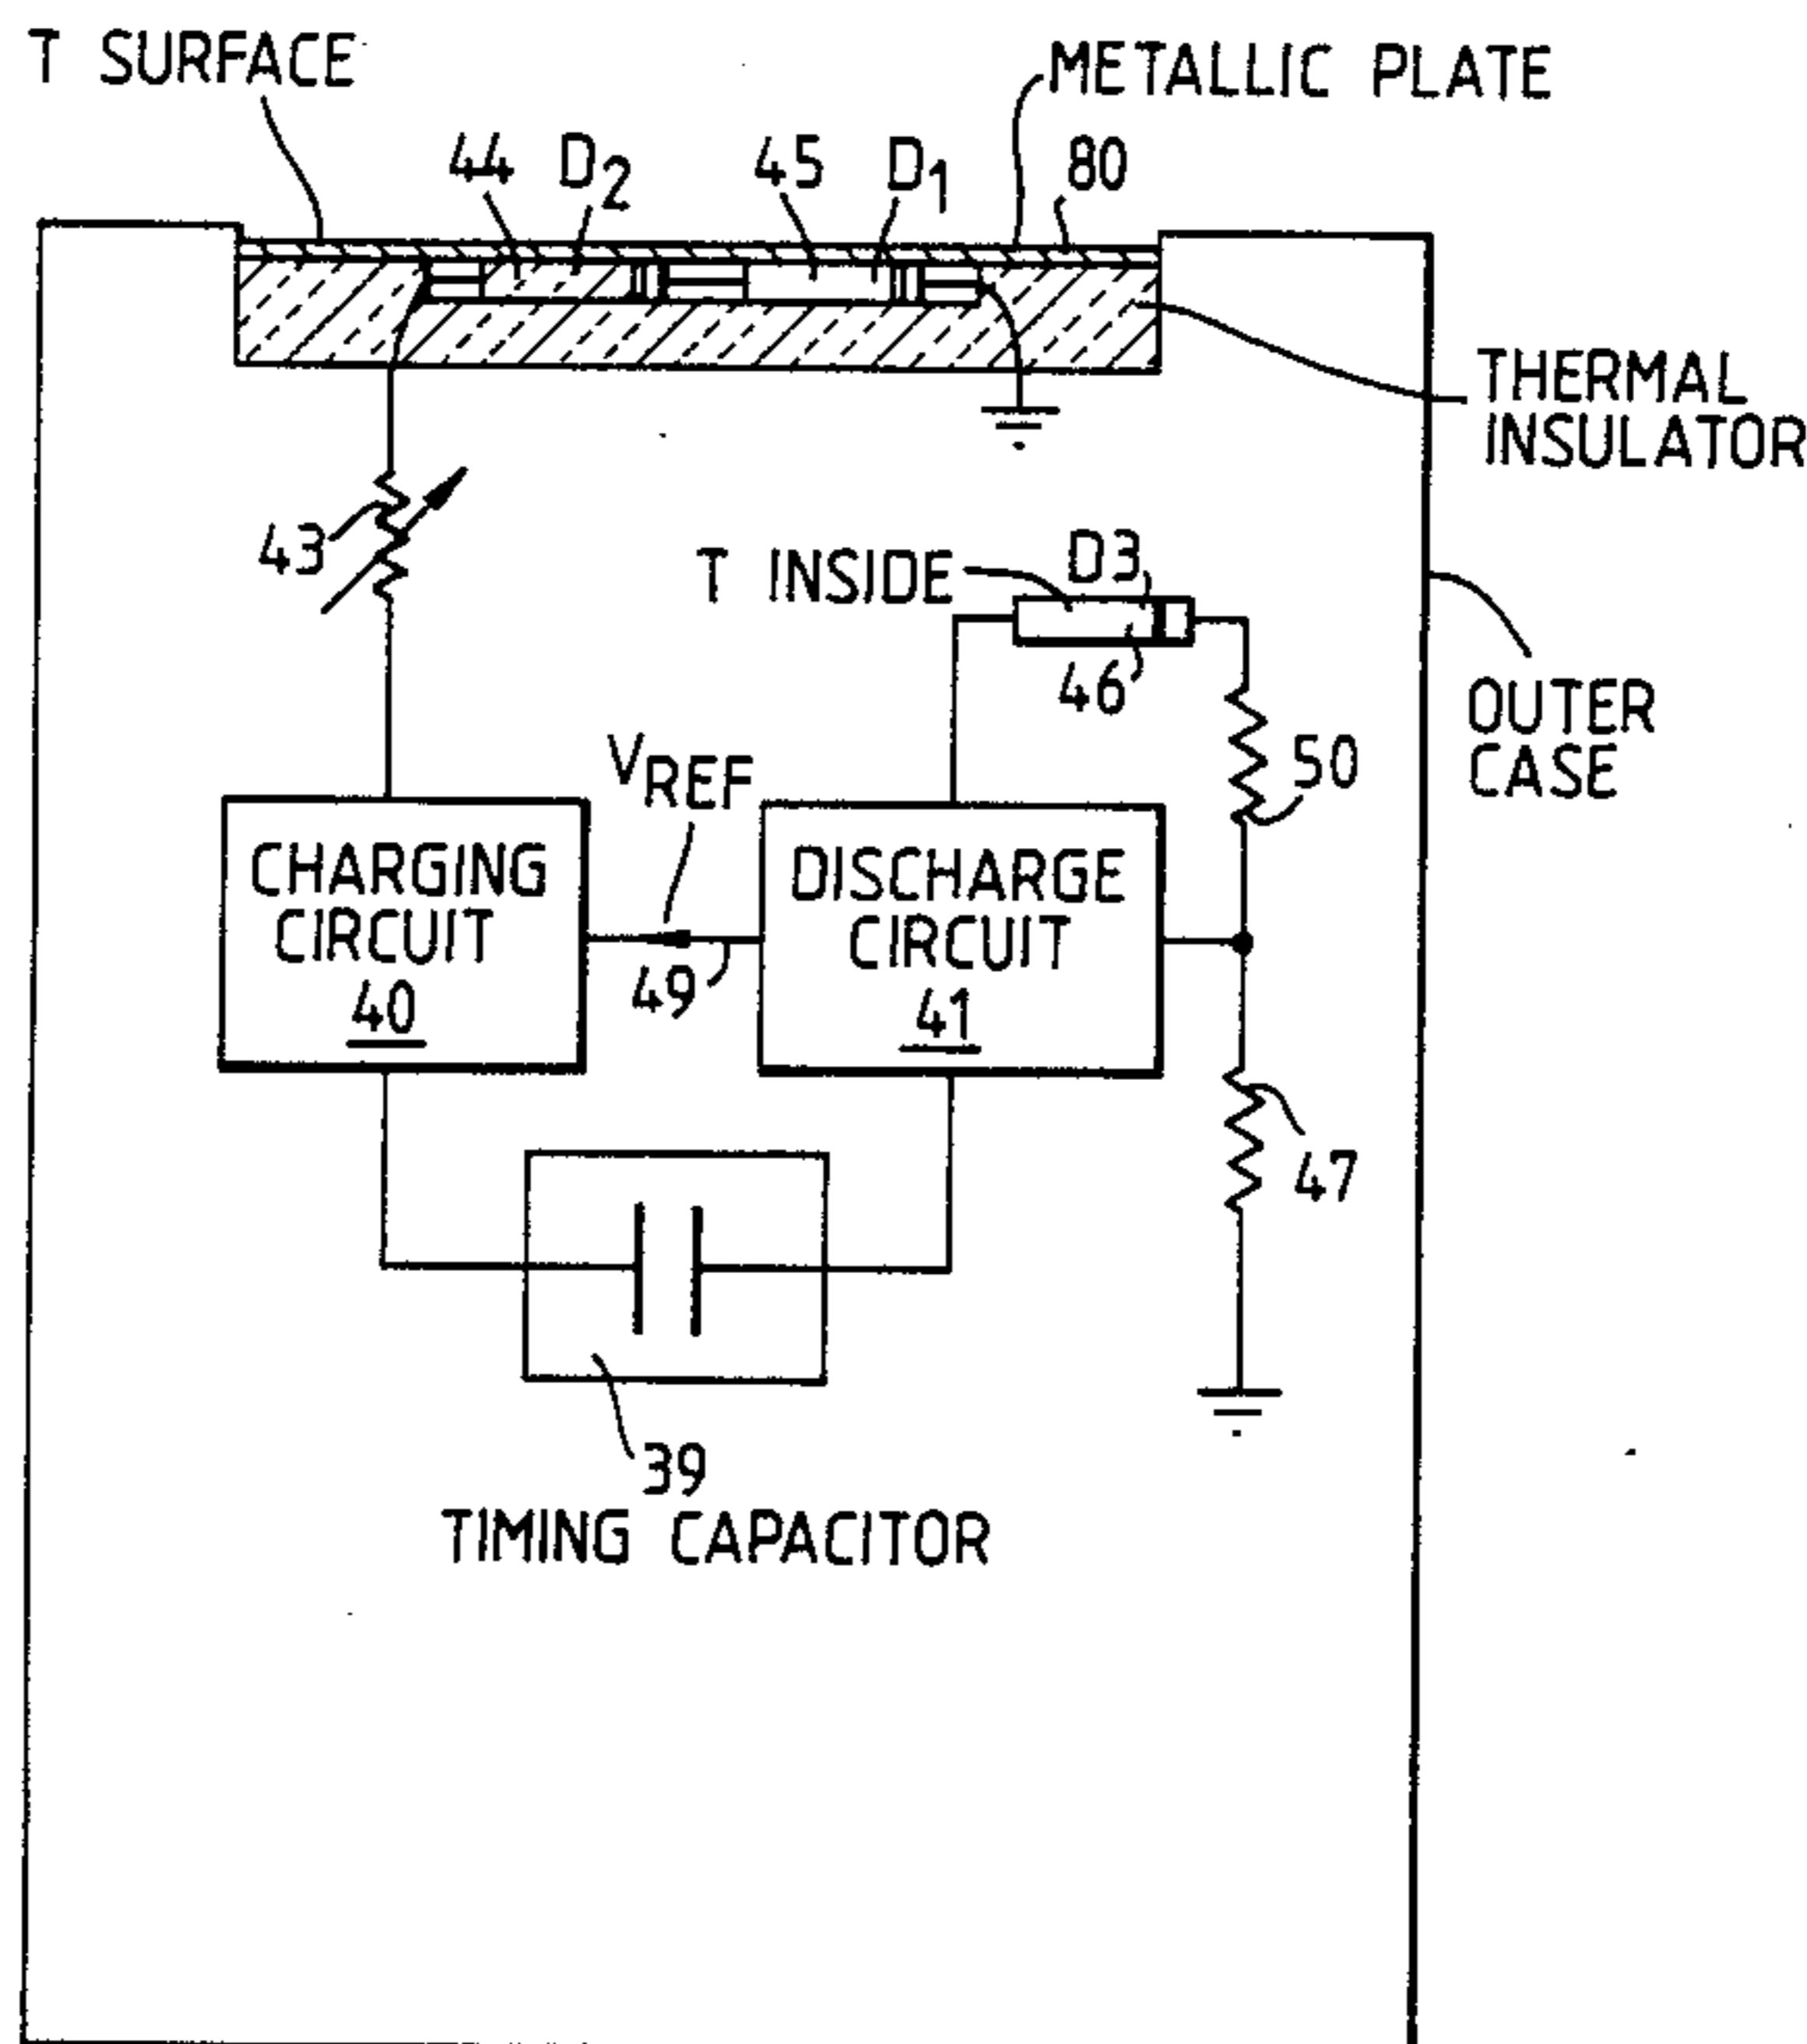 T SURFACE
METALLIC PLATE
44 D2 45 D1 80
THERMAL
INSULATOR
43
T INSIDE D3
46
OUTER
CASE
50
VREF
CHARGING
CIRCUIT
40
49
DISCHARGE
CIRCUIT
41
47
39
TIMING CAPACITOR